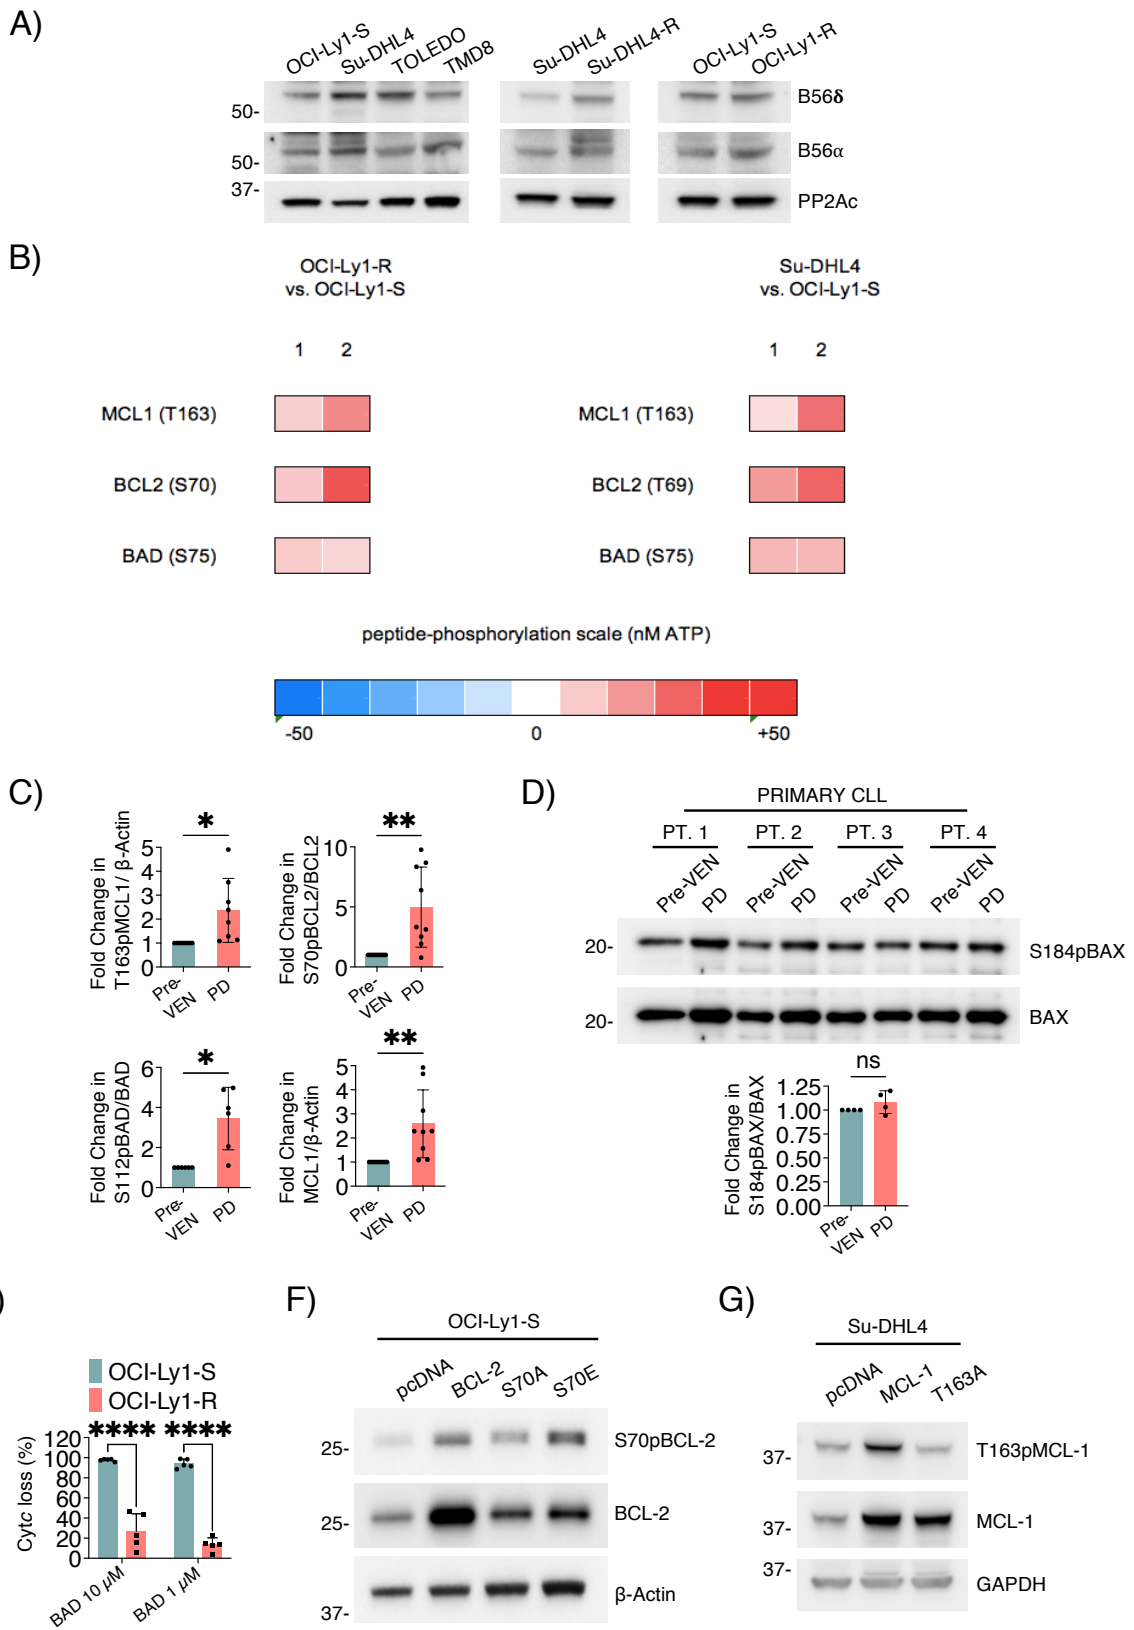 A)
OCI-Ly1-S Su-DHL4 TOLEDO TMD8 Su-DHL4 Su-DHL4-R OCI-Ly1-S OCI-Ly1-R
50- B56δ
50- B56α
37- PP2Ac
B)
OCI-Ly1-R vs. OCI-Ly1-S
Su-DHL4 vs. OCI-Ly1-S
1 2 1 2
MCL1 (T163) MCL1 (T163)
BCL2 (S70) BCL2 (T69)
BAD (S75) BAD (S75)
peptide-phosphorylation scale (nM ATP)
-50 0 +50
C)
Fold Change in
T163pMCL1/ β-Actin
5
4
3
2
1
0
*
Pre-
VEN
PD
Fold Change in
S70pBCL2/BCL2
10
5
0
**
Pre-
VEN
PD
Fold Change in
S112pBAD/BAD
6
4
2
0
*
Pre-
VEN
PD
Fold Change in
MCL1/β-Actin
5
4
3
2
1
0
**
Pre-
VEN
PD
D)
PRIMARY CLL
PT. 1 PT. 2 PT. 3 PT. 4
Pre-VEN PD Pre-VEN PD Pre-VEN PD Pre-VEN PD
20- S184pBAX
20- BAX
Fold Change in
S184pBAX/BAX
ns
1.25
1.00
0.75
0.50
0.25
0.00
Pre-
VEN
PD
)
OCI-Ly1-S
OCI-Ly1-R
**** ****
Cytc loss (%)
120
100
80
60
40
20
0
BAD 10 μM BAD 1 μM
F)
OCI-Ly1-S
pcDNA BCL-2 S70A S70E
25- S70pBCL-2
25- BCL-2
37- β-Actin
G)
Su-DHL4
pcDNA MCL-1 T163A
37- T163pMCL-1
37- MCL-1
37- GAPDH